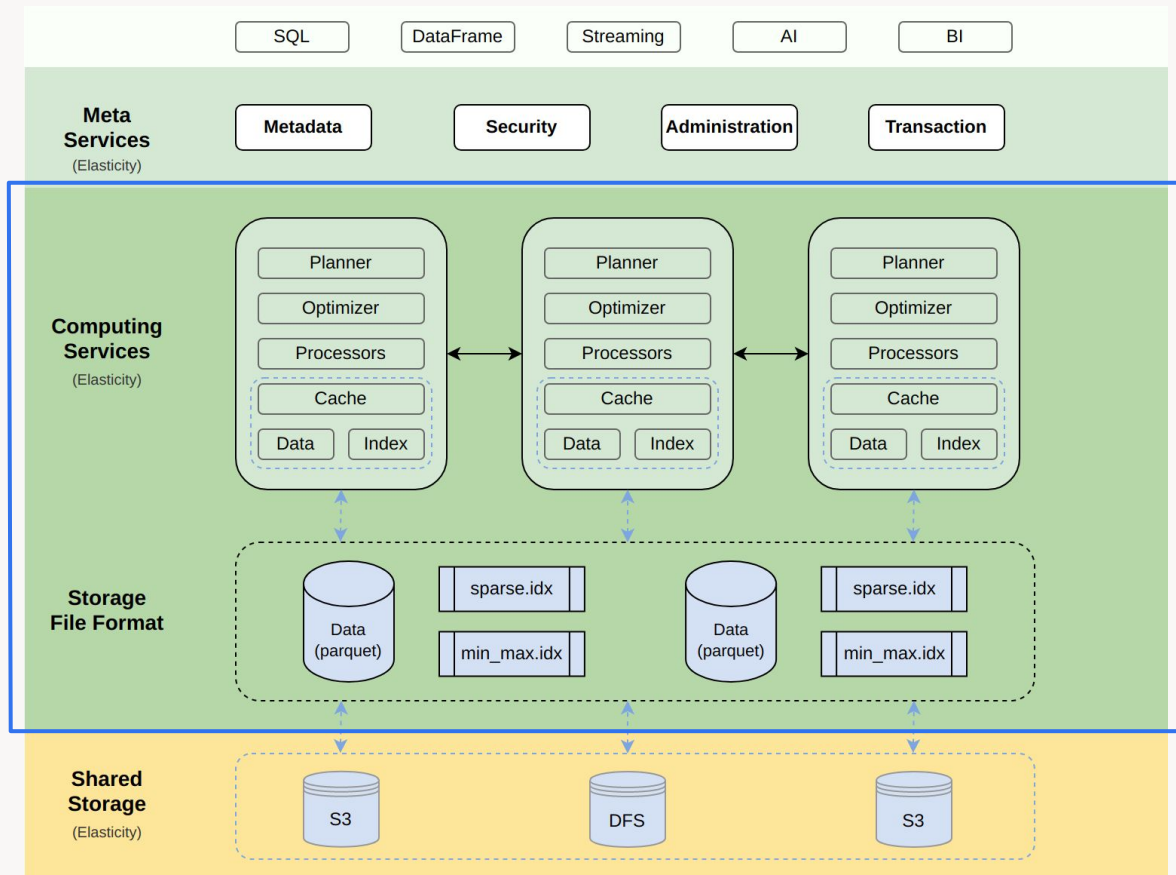 SQL
DataFrame
Streaming
AI
BI
Meta
Services
(Elasticity)
Metadata
Security
Administration
Transaction
Computing
Services
(Elasticity)
Planner
Optimizer
Processors
Cache
Data
Index
Planner
Optimizer
Processors
Cache
Data
Index
Planner
Optimizer
Processors
Cache
Data
Index
Storage
File Format
Data
(parquet)
sparse.idx
min_max.idx
Data
(parquet)
sparse.idx
min_max.idx
Shared
Storage
(Elasticity)
S3
DFS
S3